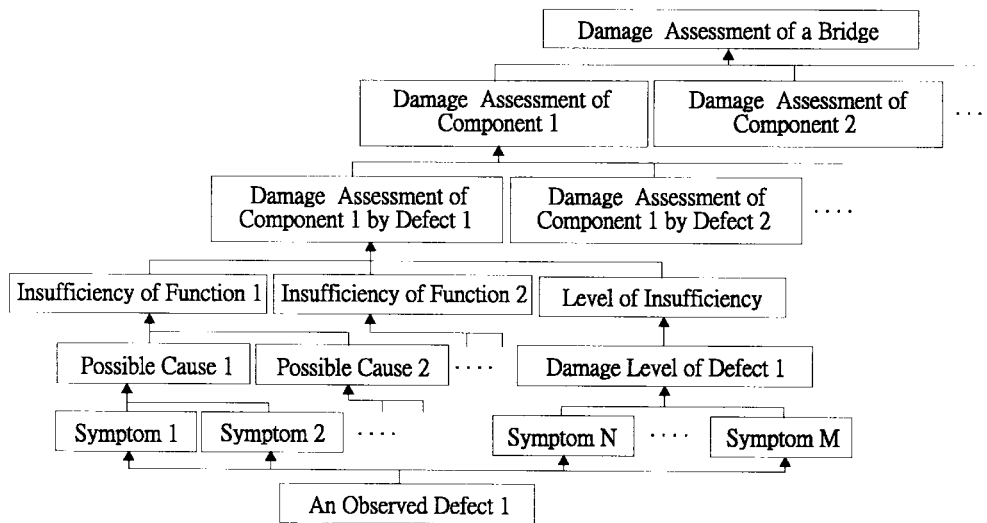 Damage Assessment of a Bridge
Damage Assessment of
Component 1
Damage Assessment of
Component 2
. . . .
Damage Assessment of
Component 1 by Defect 1
Damage Assessment of
Component 1 by Defect 2
. . . .
Insufficiency of Function 1
Insufficiency of Function 2
Level of Insufficiency
Possible Cause 1
Possible Cause 2
. . . .
Damage Level of Defect 1
Symptom 1
Symptom 2
. . . .
Symptom N
. . . .
Symptom M
An Observed Defect 1